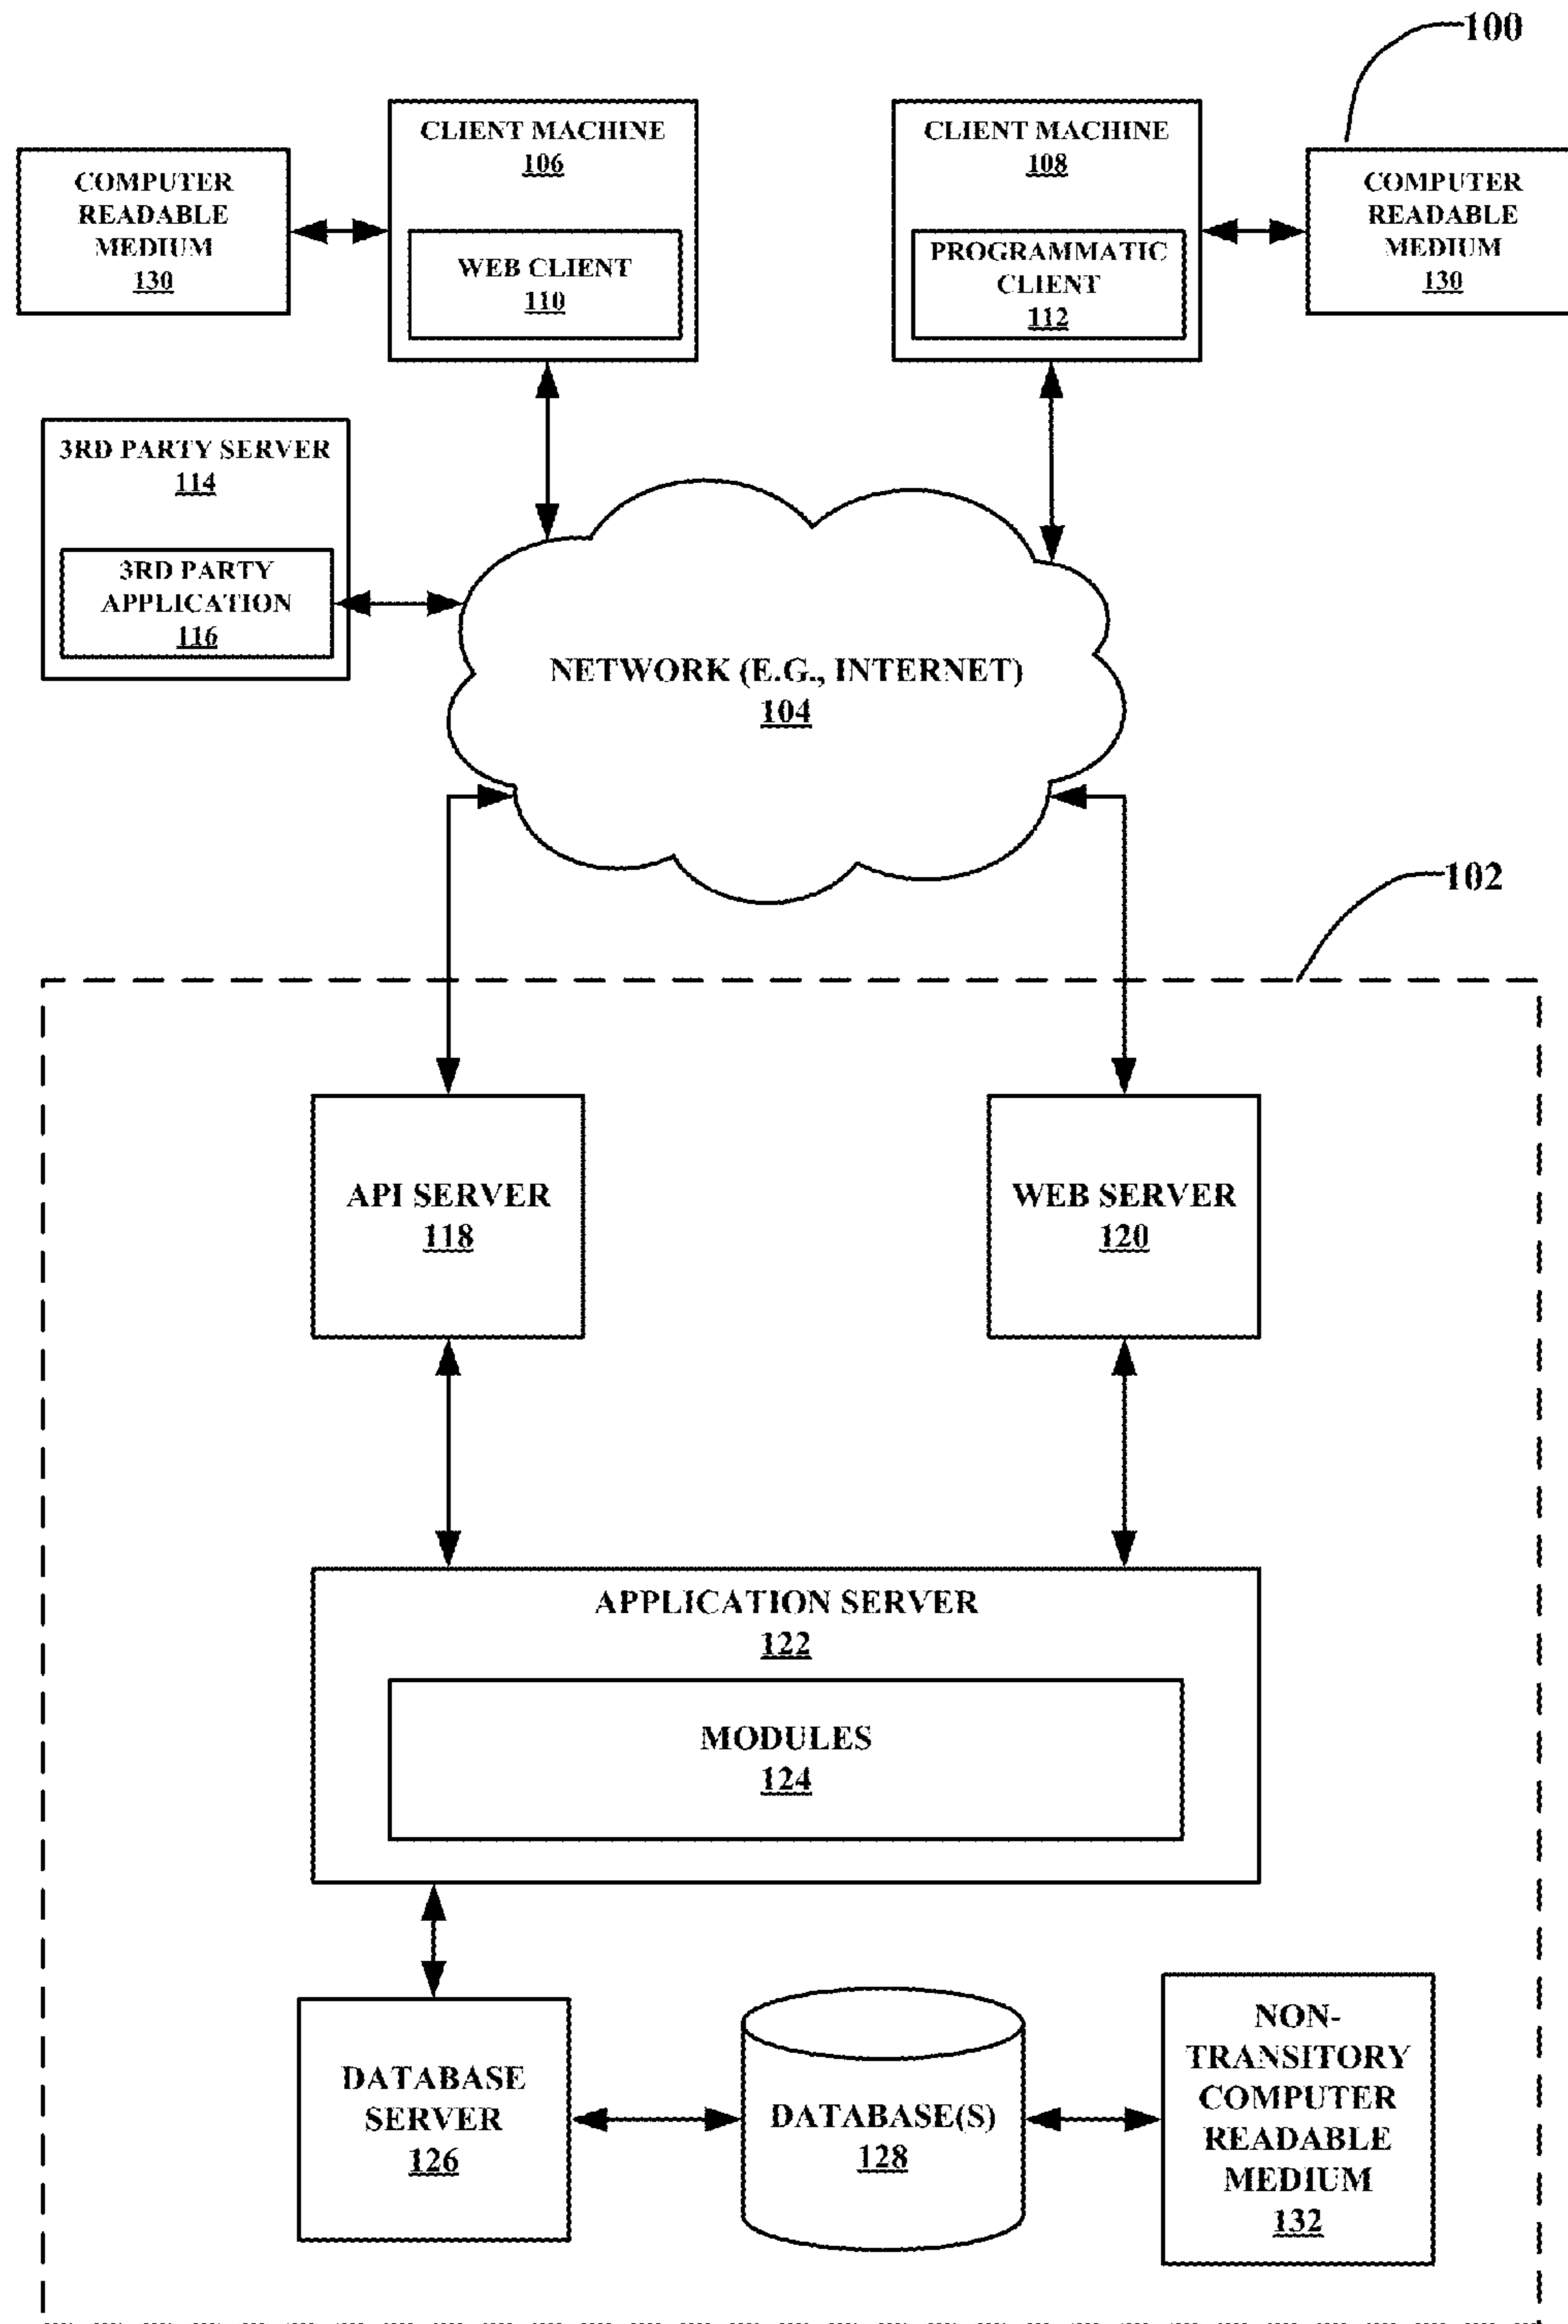 100
CLIENT MACHINE
106
CLIENT MACHINE
108
COMPUTER
READABLE
MEDIUM
130
WEB CLIENT
110
PROGRAMMATIC
CLIENT
112
COMPUTER
READABLE
MEDIUM
130
3RD PARTY SERVER
114
3RD PARTY
APPLICATION
116
NETWORK (E.G., INTERNET)
104
102
API SERVER
118
WEB SERVER
120
APPLICATION SERVER
122
MODULES
124
DATABASE
SERVER
126
DATABASE(S)
128
NON-
TRANSITORY
COMPUTER
READABLE
MEDIUM
132